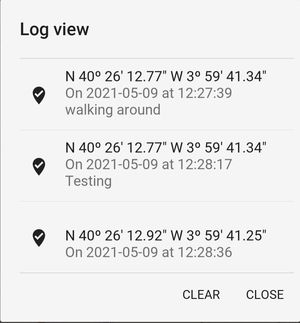 Log view
N 40º 26' 12.77" W 3º 59' 41.34"
On 2021-05-09 at 12:27:39
walking around
N 40º 26' 12.77" W 3º 59' 41.34"
On 2021-05-09 at 12:28:17
Testing
N 40º 26' 12.92" W 3º 59' 41.25"
On 2021-05-09 at 12:28:36
CLEAR CLOSE